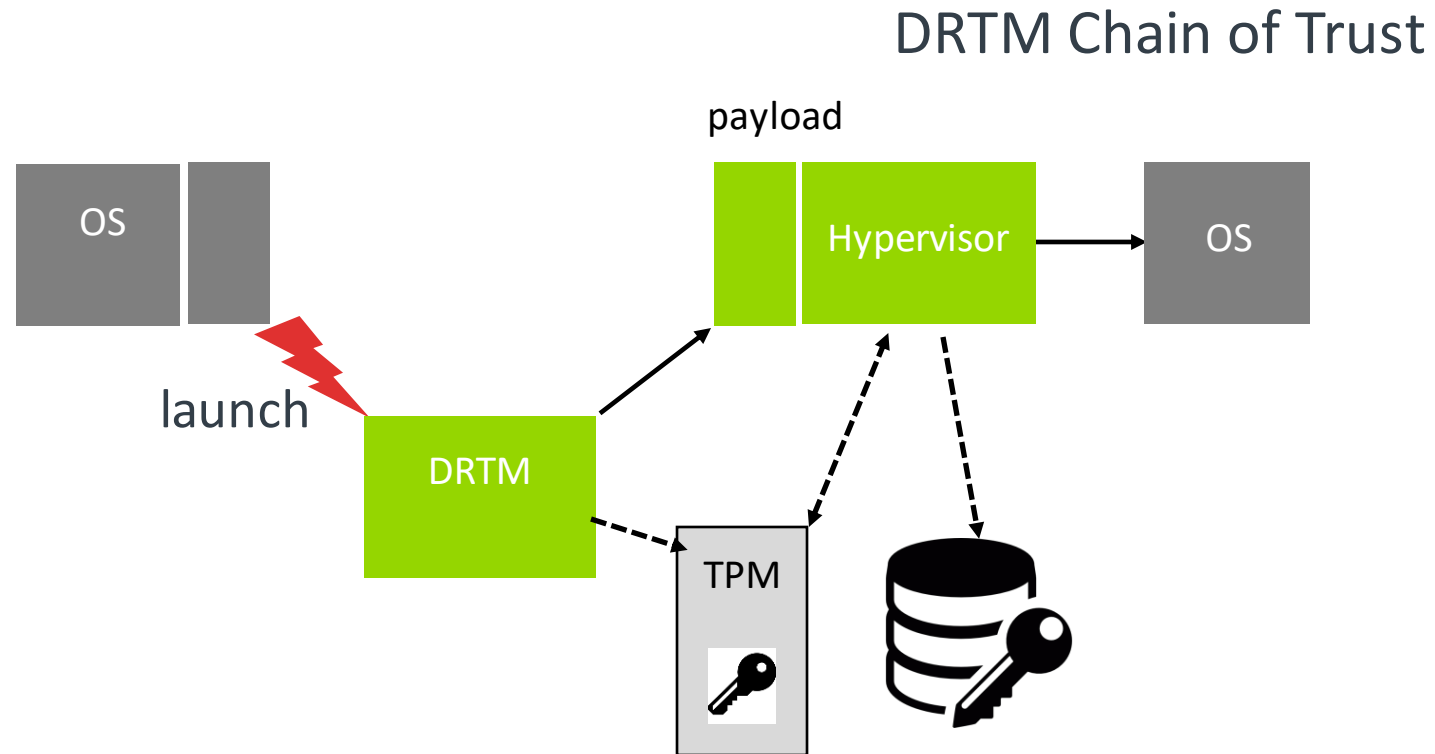 DRTM Chain of Trust
payload
OS
Hypervisor
OS
launch
DRTM
TPM